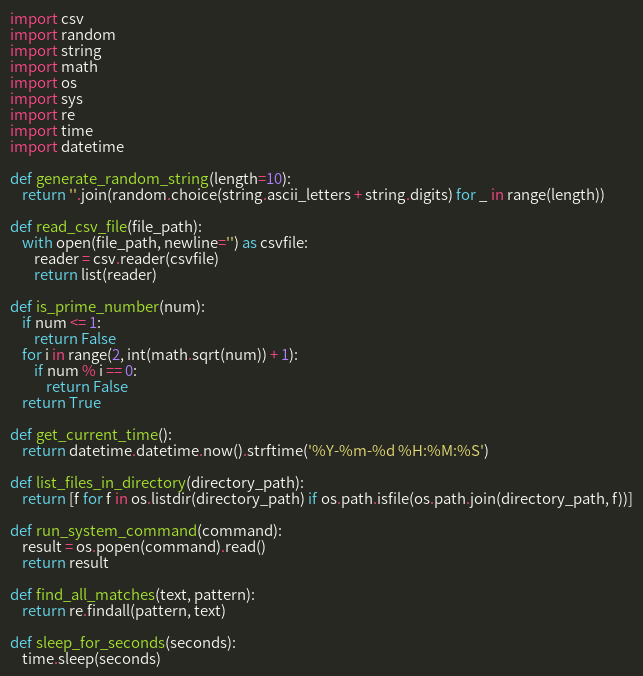 import csv
import random
import string
import math
import os
import sys
import re
import time
import datetime

def generate_random_string(length=10):
    return ''.join(random.choice(string.ascii_letters + string.digits) for _ in range(length))

def read_csv_file(file_path):
    with open(file_path, newline='') as csvfile:
        reader = csv.reader(csvfile)
        return list(reader)

def is_prime_number(num):
    if num <= 1:
        return False
    for i in range(2, int(math.sqrt(num)) + 1):
        if num % i == 0:
            return False
    return True

def get_current_time():
    return datetime.datetime.now().strftime('%Y-%m-%d %H:%M:%S')

def list_files_in_directory(directory_path):
    return [f for f in os.listdir(directory_path) if os.path.isfile(os.path.join(directory_path, f))]

def run_system_command(command):
    result = os.popen(command).read()
    return result

def find_all_matches(text, pattern):
    return re.findall(pattern, text)

def sleep_for_seconds(seconds):
    time.sleep(seconds)